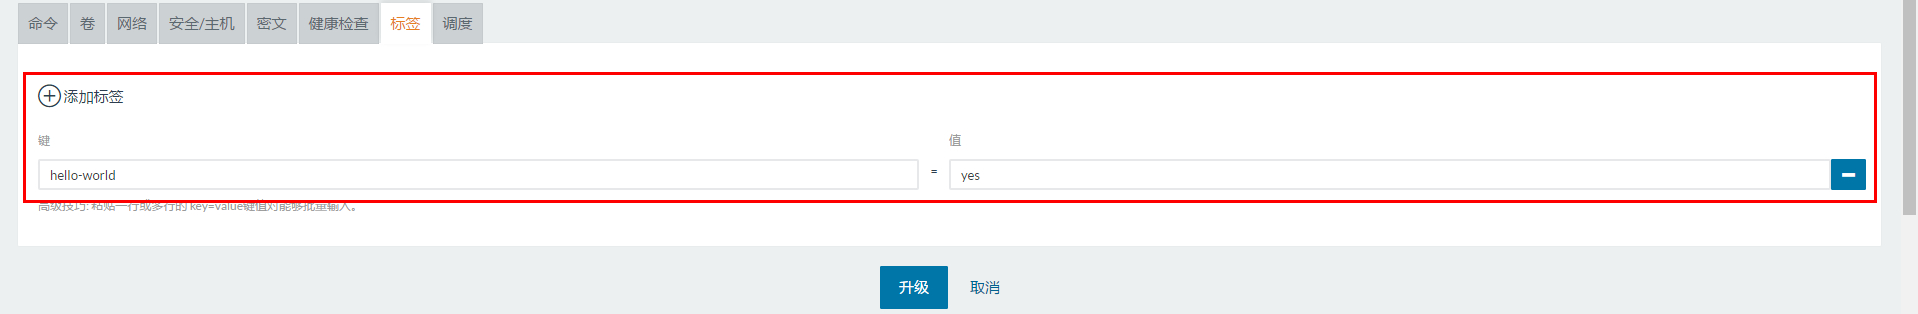 命令 卷 网络 安全/主机 密文 健康检查 标签 调度
添加标签
键 值
hello-world = yes
高级技巧: 粘贴一行或多行的 key=value键值对能够批量输入。
升级 取消